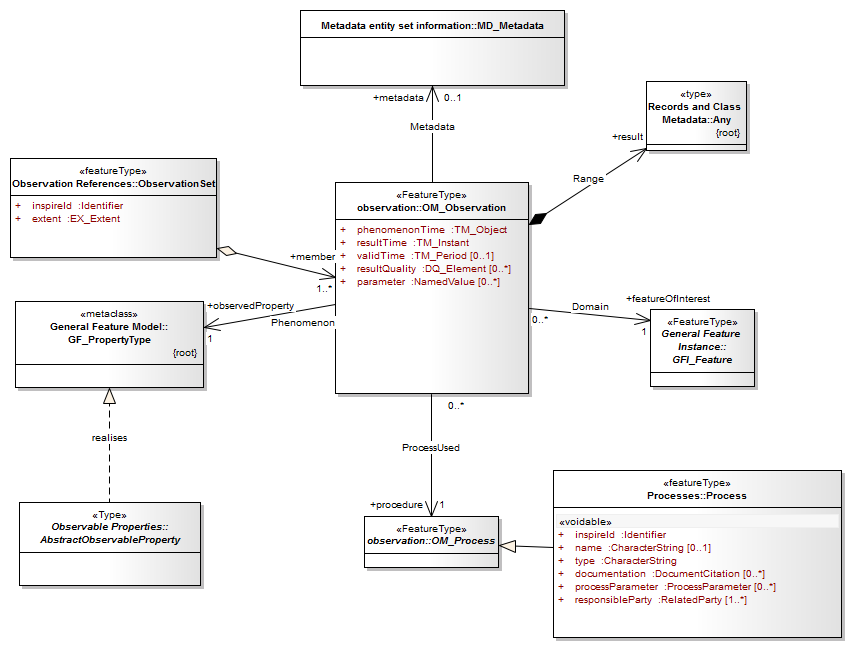 Metadata entity set information::MD_Metadata
+metadata 0..1
Metadata
«type»
Records and Class
Metadata::Any
{root}
+result
Range
«featureType»
Observation References::ObservationSet
+ inspireId :Identifier
+ extent :EX_Extent
«FeatureType»
observation::OM_Observation
+ phenomenonTime :TM_Object
+ resultTime :TM_Instant
+ validTime :TM_Period [0..1]
+ resultQuality :DQ_Element [0..*]
+ parameter :NamedValue [0..*]
+member
1..*
+observedProperty
Phenomenon
1
«metaclass»
General Feature Model::
GF_PropertyType
{root}
Domain
+featureOfInterest
0..*
1
«FeatureType»
General Feature
Instance::
GFI_Feature
realises
0..*
ProcessUsed
+procedure 1
«Type»
Observable Properties::
AbstractObservableProperty
«FeatureType»
observation::OM_Process
«featureType»
Processes::Process
«voidable»
+ inspireId :Identifier
+ name :CharacterString [0..1]
+ type :CharacterString
+ documentation :DocumentCitation [0..*]
+ processParameter :ProcessParameter [0..*]
+ responsibleParty :RelatedParty [1..*]